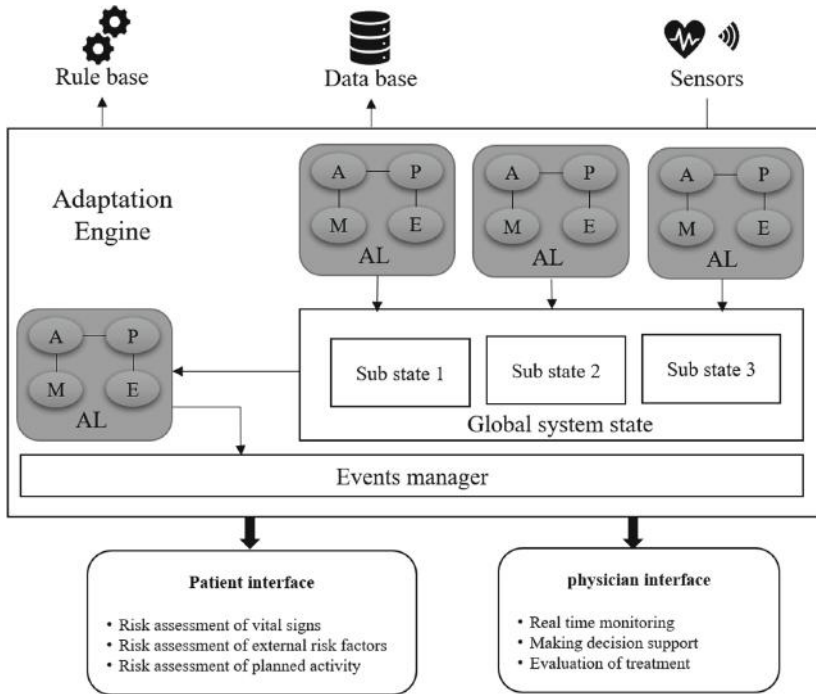 Rule base
Data base
Sensors
Adaptation
Engine
A P
M E
AL
A P
M E
AL
A P
M E
AL
A P
M E
AL
Sub state 1
Sub state 2
Sub state 3
Global system state
Events manager
Patient interface
• Risk assessment of vital signs
• Risk assessment of external risk factors
• Risk assessment of planned activity
physician interface
• Real time monitoring
• Making decision support
• Evaluation of treatment